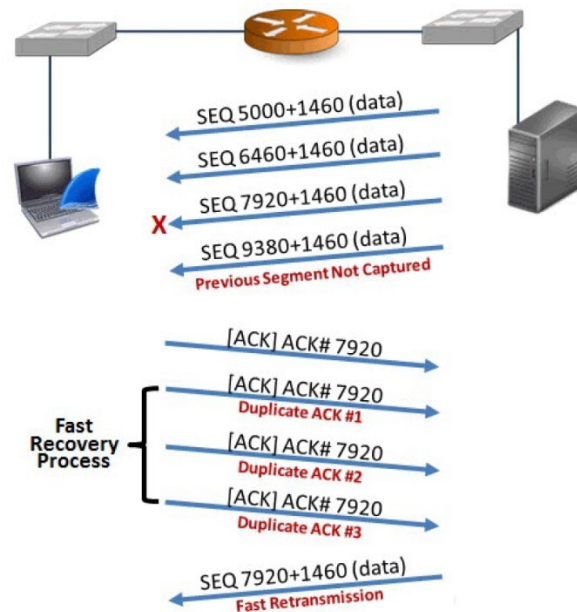 SEQ 5000+1460 (data)
SEQ 6460+1460 (data)
SEQ 7920+1460 (data)
X
SEQ 9380+1460 (data)
Previous Segment Not Captured
[ACK] ACK# 7920
[ACK] ACK# 7920
Duplicate ACK #1
Fast
Recovery
Process
[ACK] ACK# 7920
Duplicate ACK #2
[ACK] ACK# 7920
Duplicate ACK #3
SEQ 7920+1460 (data)
Fast Retransmission